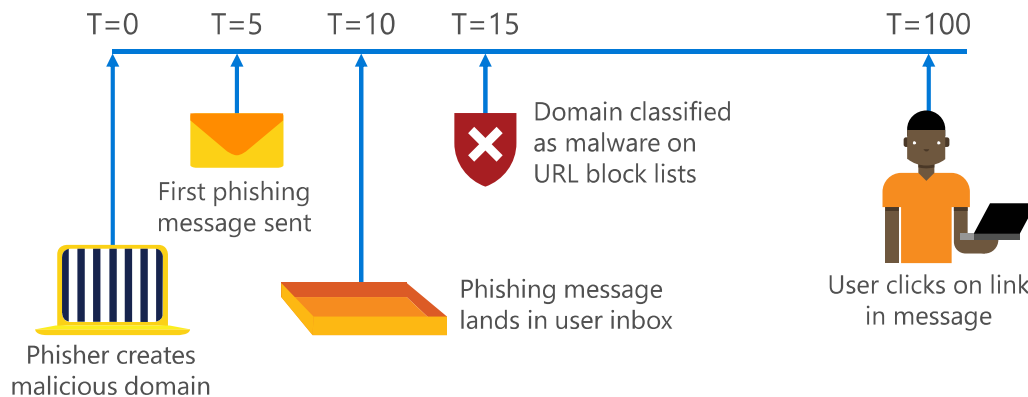 T=0
T=5
T=10
T=15
T=100
First phishing
message sent
Domain classified
as malware on
URL block lists
Phisher creates
malicious domain
Phishing message
lands in user inbox
User clicks on link
in message